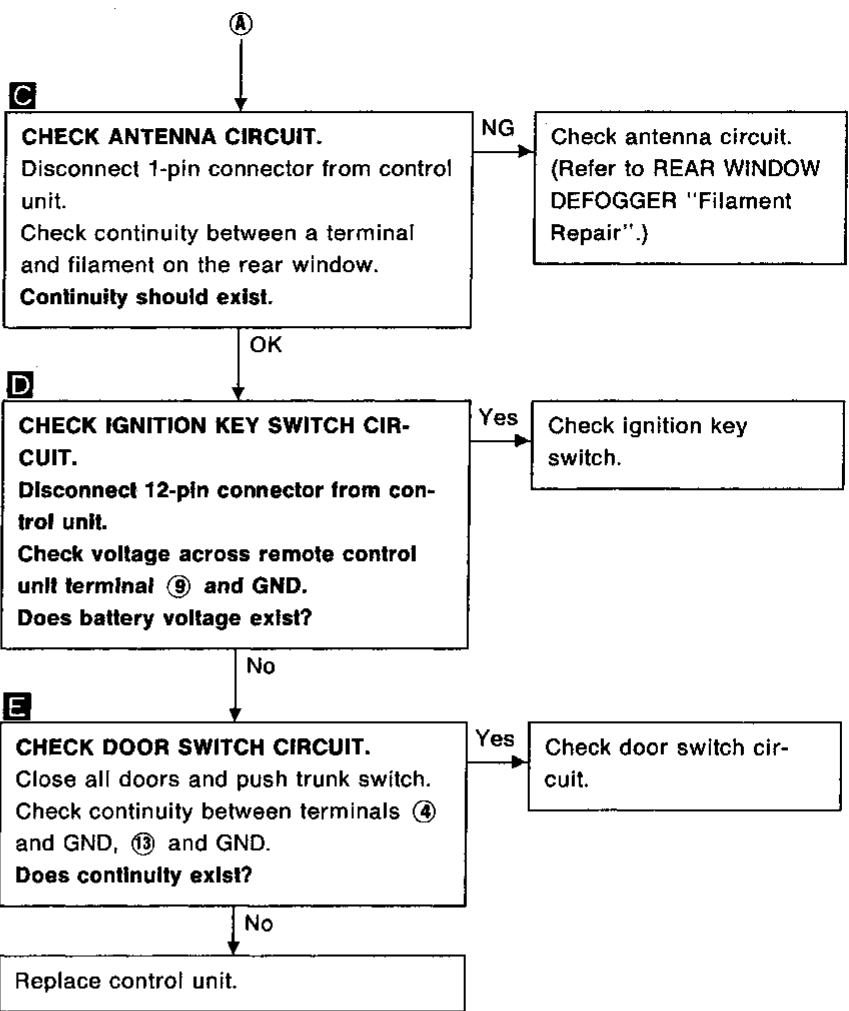 Ⓐ
C
CHECK ANTENNA CIRCUIT.
Disconnect 1-pin connector from control
unit.
Check continuity between a terminal
and filament on the rear window.
Continuity should exist.
NG
Check antenna circuit.
(Refer to REAR WINDOW
DEFOGGER "Filament
Repair".)
OK
D
CHECK IGNITION KEY SWITCH CIR-
CUIT.
Disconnect 12-pin connector from con-
trol unit.
Check voltage across remote control
unit terminal ⑨ and GND.
Does battery voltage exist?
Yes
Check ignition key
switch.
No
E
CHECK DOOR SWITCH CIRCUIT.
Close all doors and push trunk switch.
Check continuity between terminals ④
and GND, ⑬ and GND.
Does continuity exist?
Yes
Check door switch cir-
cuit.
No
Replace control unit.